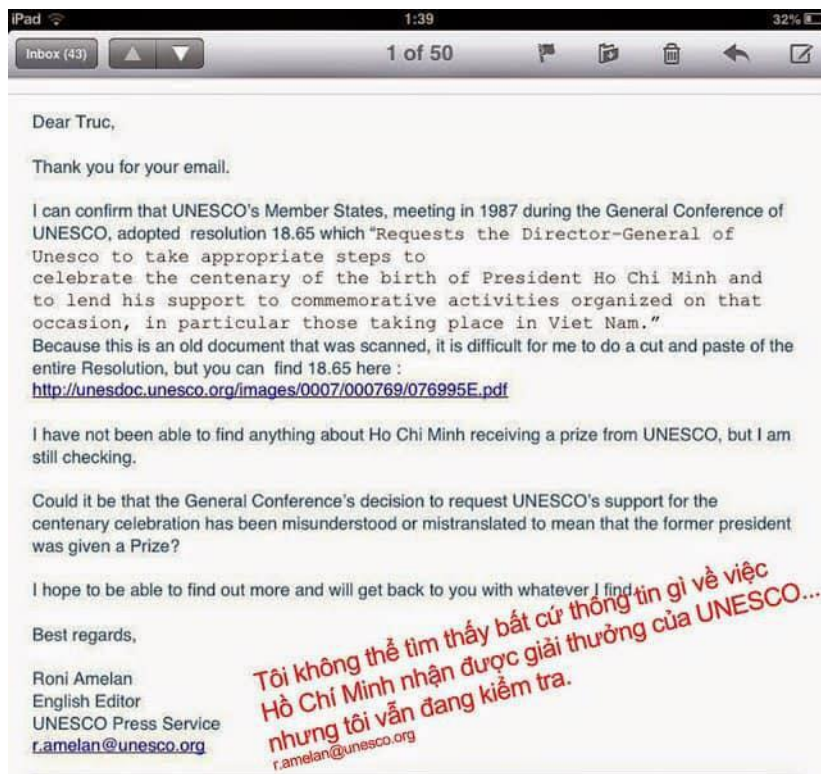 iPad 1:39 32%
Inbox (43) 1 of 50
Dear Truc,
Thank you for your email.
I can confirm that UNESCO's Member States, meeting in 1987 during the General Conference of
UNESCO, adopted resolution 18.65 which "Requests the Director-General of
Unesco to take appropriate steps to
celebrate the centenary of the birth of President Ho Chi Minh and
to lend his support to commemorative activities organized on that
occasion, in particular those taking place in Viet Nam."
Because this is an old document that was scanned, it is difficult for me to do a cut and paste of the
entire Resolution, but you can find 18.65 here :
http://unesdoc.unesco.org/images/0007/000769/076995E.pdf
I have not been able to find anything about Ho Chi Minh receiving a prize from UNESCO, but I am
still checking.
Could it be that the General Conference's decision to request UNESCO's support for the
centenary celebration has been misunderstood or mistranslated to mean that the former president
was given a Prize?
I hope to be able to find out more and will get back to you with whatever I find.
Best regards,
Roni Amelan
English Editor
UNESCO Press Service
r.amelan@unesco.org
Tôi không thể tìm thấy bất cứ thông tin gì về việc
Hồ Chí Minh nhận được giải thưởng của UNESCO...
nhưng tôi vẫn đang kiểm tra.
r.amelan@unesco.org